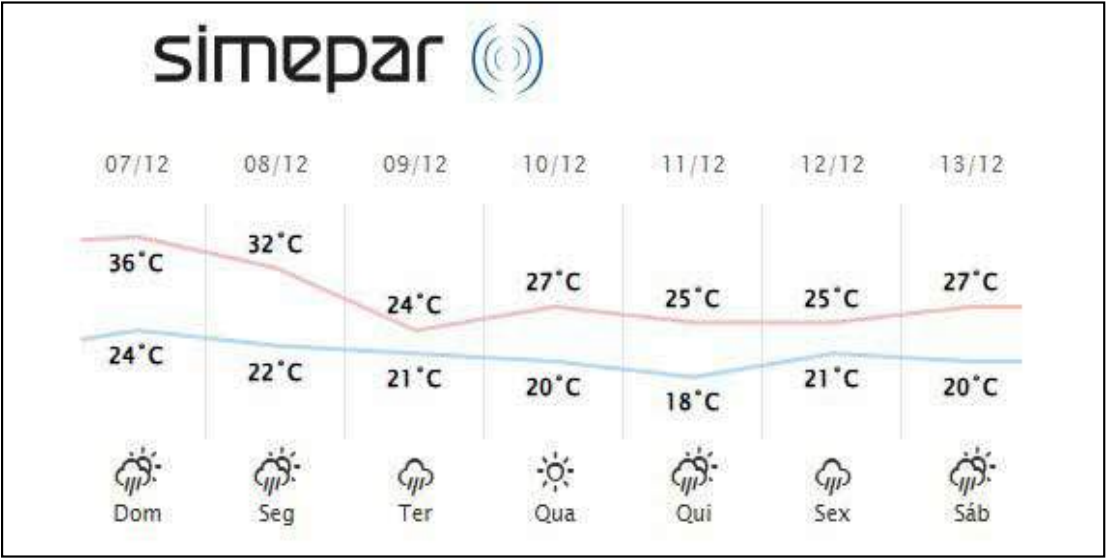 simepar
07/12 08/12 09/12 10/12 11/12 12/12 13/12
36°C 32°C 24°C 27°C 25°C 25°C 27°C
24°C 22°C 21°C 20°C 18°C 21°C 20°C
Dom Seg Ter Qua Qui Sex Sáb